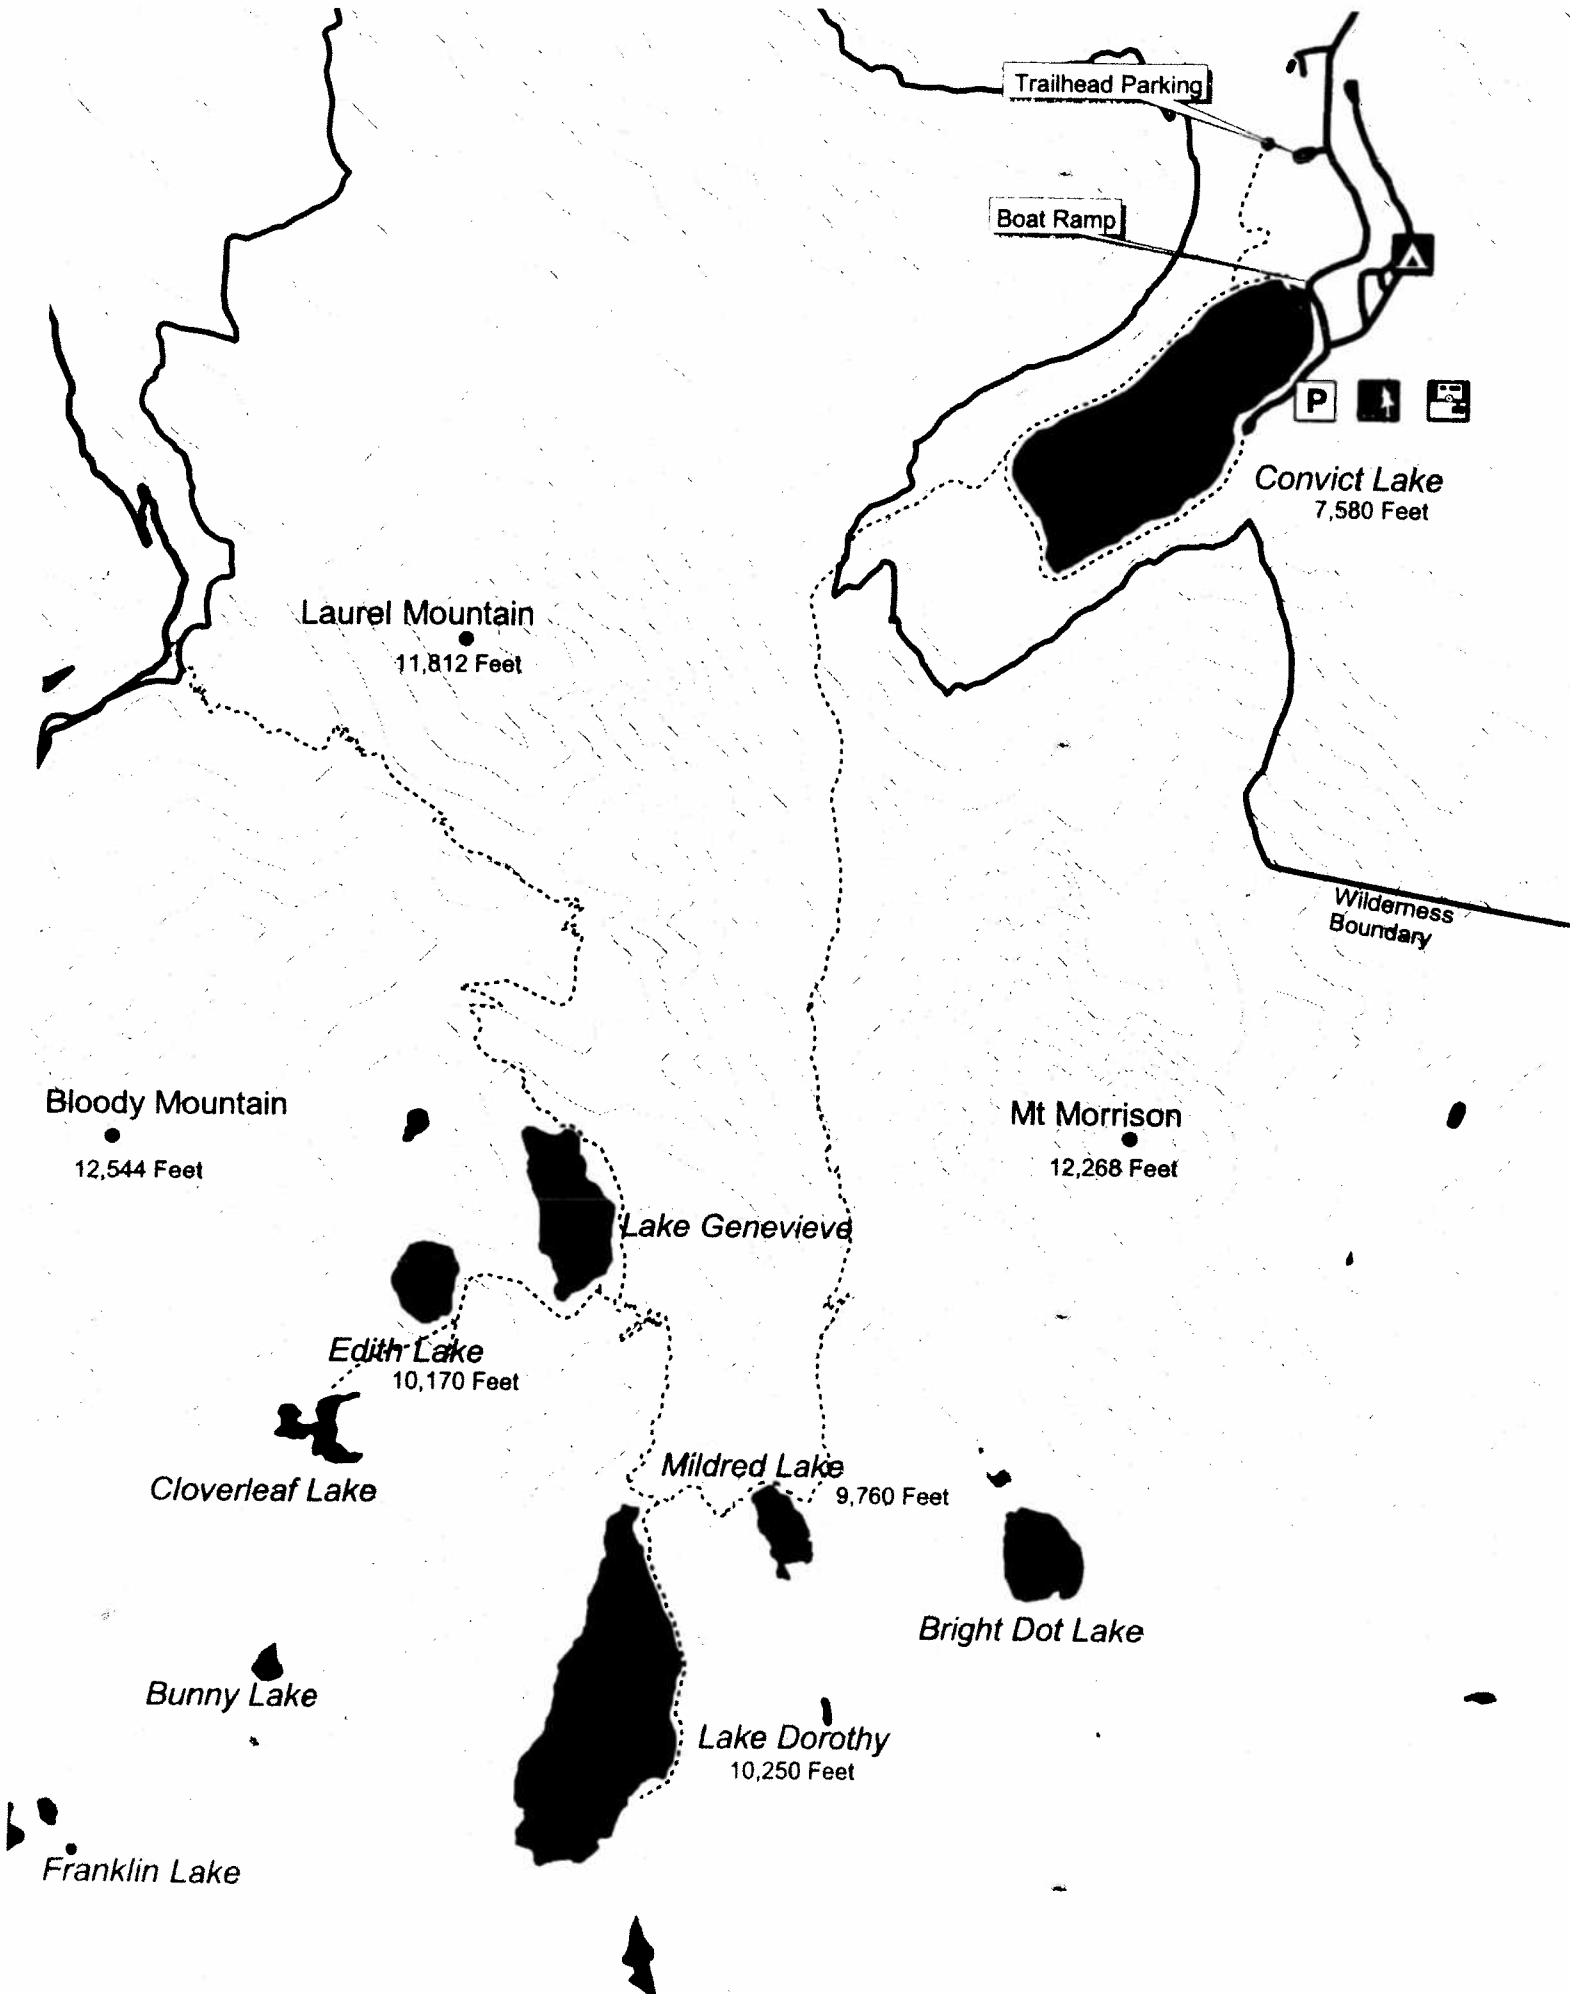 Trailhead Parking
Boat Ramp
P
Convict Lake
7,580 Feet
Laurel Mountain
11,812 Feet
Wilderness
Boundary
Bloody Mountain
12,544 Feet
Mt Morrison
12,268 Feet
Lake Genevieve
Edith Lake
10,170 Feet
Mildred Lake
9,760 Feet
Cloverleaf Lake
Bright Dot Lake
Bunny Lake
Lake Dorothy
10,250 Feet
Franklin Lake